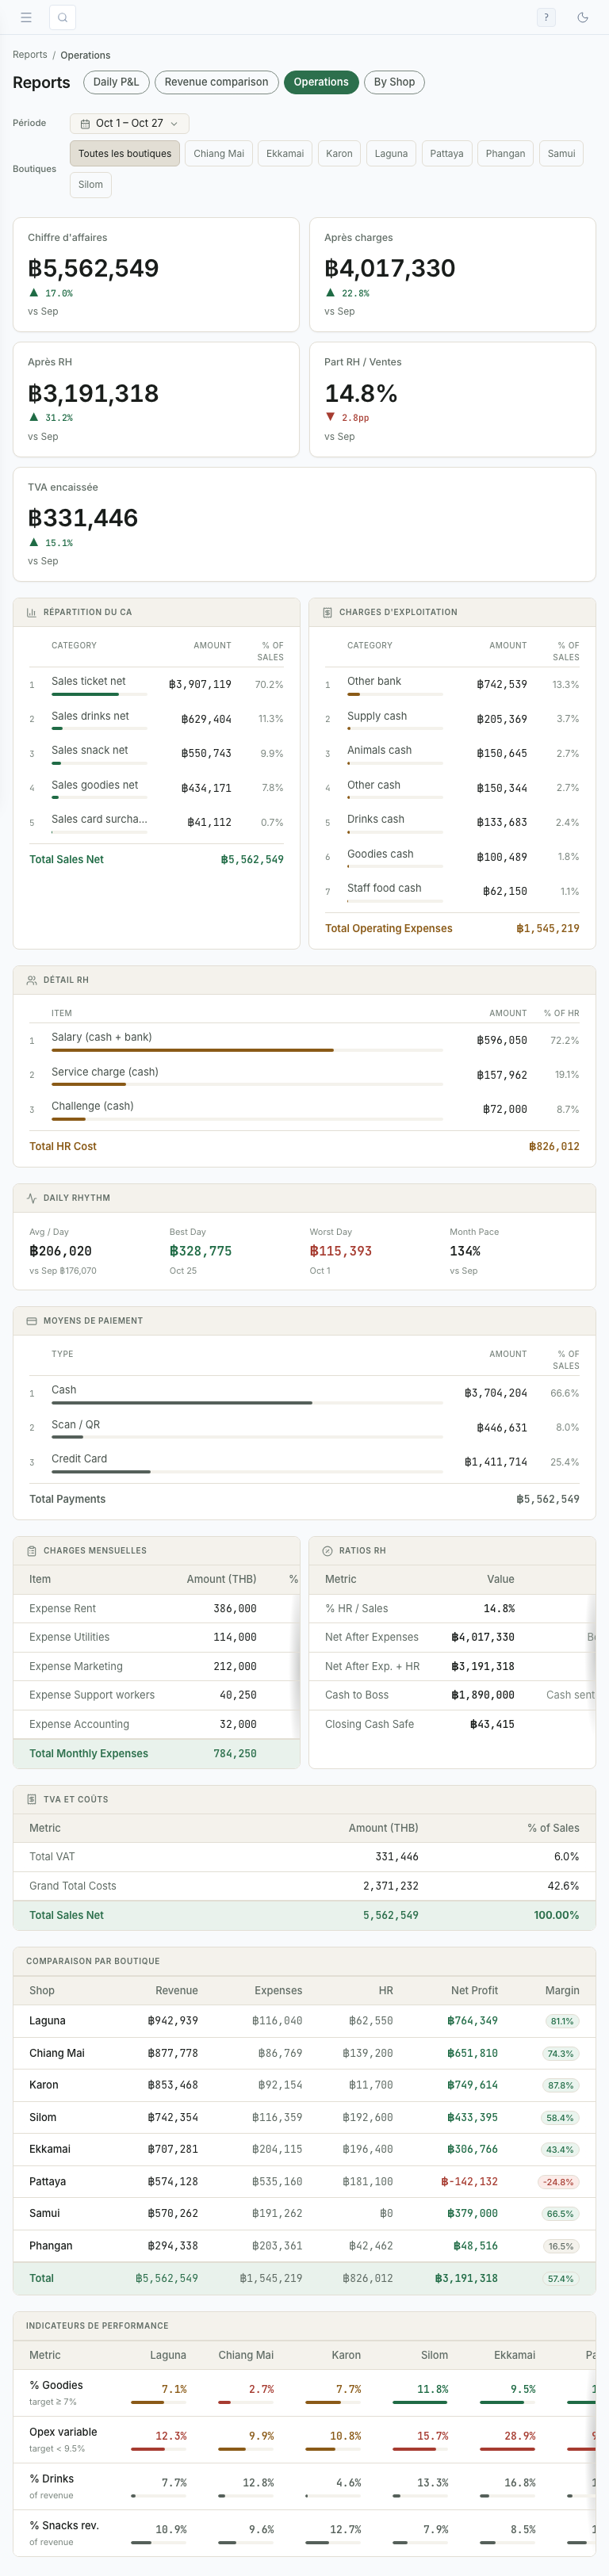 ?
Reports / Operations
Reports Daily P&L Revenue comparison Operations By Shop
Période Oct 1 – Oct 27
Boutiques Toutes les boutiques Chiang Mai Ekkamai Karon Laguna Pattaya Phangan Samui
Silom
Chiffre d'affaires
฿5,562,549
▲ 17.0%
vs Sep
Après charges
฿4,017,330
▲ 22.8%
vs Sep
Après RH
฿3,191,318
▲ 31.2%
vs Sep
Part RH / Ventes
14.8%
▼ 2.8pp
vs Sep
TVA encaissée
฿331,446
▲ 15.1%
vs Sep
RÉPARTITION DU CA
CATEGORY AMOUNT % OF
SALES
1 Sales ticket net ฿3,907,119 70.2%
2 Sales drinks net ฿629,404 11.3%
3 Sales snack net ฿550,743 9.9%
4 Sales goodies net ฿434,171 7.8%
5 Sales card surcha... ฿41,112 0.7%
Total Sales Net ฿5,562,549
CHARGES D'EXPLOITATION
CATEGORY AMOUNT % OF
SALES
1 Other bank ฿742,539 13.3%
2 Supply cash ฿205,369 3.7%
3 Animals cash ฿150,645 2.7%
4 Other cash ฿150,344 2.7%
5 Drinks cash ฿133,683 2.4%
6 Goodies cash ฿100,489 1.8%
7 Staff food cash ฿62,150 1.1%
Total Operating Expenses ฿1,545,219
DÉTAIL RH
ITEM AMOUNT % OF HR
1 Salary (cash + bank) ฿596,050 72.2%
2 Service charge (cash) ฿157,962 19.1%
3 Challenge (cash) ฿72,000 8.7%
Total HR Cost ฿826,012
DAILY RHYTHM
Avg / Day Best Day Worst Day Month Pace
฿206,020 ฿328,775 ฿115,393 134%
vs Sep ฿176,070 Oct 25 Oct 1 vs Sep
MOYENS DE PAIEMENT
TYPE AMOUNT % OF
SALES
1 Cash ฿3,704,204 66.6%
2 Scan / QR ฿446,631 8.0%
3 Credit Card ฿1,411,714 25.4%
Total Payments ฿5,562,549
CHARGES MENSUELLES
Item Amount (THB) %
Expense Rent 386,000
Expense Utilities 114,000
Expense Marketing 212,000
Expense Support workers 40,250
Expense Accounting 32,000
Total Monthly Expenses 784,250
RATIOS RH
Metric Value
% HR / Sales 14.8%
Net After Expenses ฿4,017,330
Net After Exp. + HR ฿3,191,318
Cash to Boss ฿1,890,000 Cash sent
Closing Cash Safe ฿43,415
TVA ET COÛTS
Metric Amount (THB) % of Sales
Total VAT 331,446 6.0%
Grand Total Costs 2,371,232 42.6%
Total Sales Net 5,562,549 100.00%
COMPARAISON PAR BOUTIQUE
Shop Revenue Expenses HR Net Profit Margin
Laguna ฿942,939 ฿116,040 ฿62,550 ฿764,349 81.1%
Chiang Mai ฿877,778 ฿86,769 ฿139,200 ฿651,810 74.3%
Karon ฿853,468 ฿92,154 ฿11,700 ฿749,614 87.8%
Silom ฿742,354 ฿116,359 ฿192,600 ฿433,395 58.4%
Ekkamai ฿707,281 ฿204,115 ฿196,400 ฿306,766 43.4%
Pattaya ฿574,128 ฿535,160 ฿181,100 ฿-142,132 -24.8%
Samui ฿570,262 ฿191,262 ฿0 ฿379,000 66.5%
Phangan ฿294,338 ฿203,361 ฿42,462 ฿48,516 16.5%
Total ฿5,562,549 ฿1,545,219 ฿826,012 ฿3,191,318 57.4%
INDICATEURS DE PERFORMANCE
Metric Laguna Chiang Mai Karon Silom Ekkamai
% Goodies 7.1% 2.7% 7.7% 11.8% 9.5%
target ≥ 7%
Opex variable 12.3% 9.9% 10.8% 15.7% 28.9%
target < 9.5%
% Drinks 7.7% 12.8% 4.6% 13.3% 16.8%
of revenue
% Snacks rev. 10.9% 9.6% 12.7% 7.9% 8.5%
of revenue